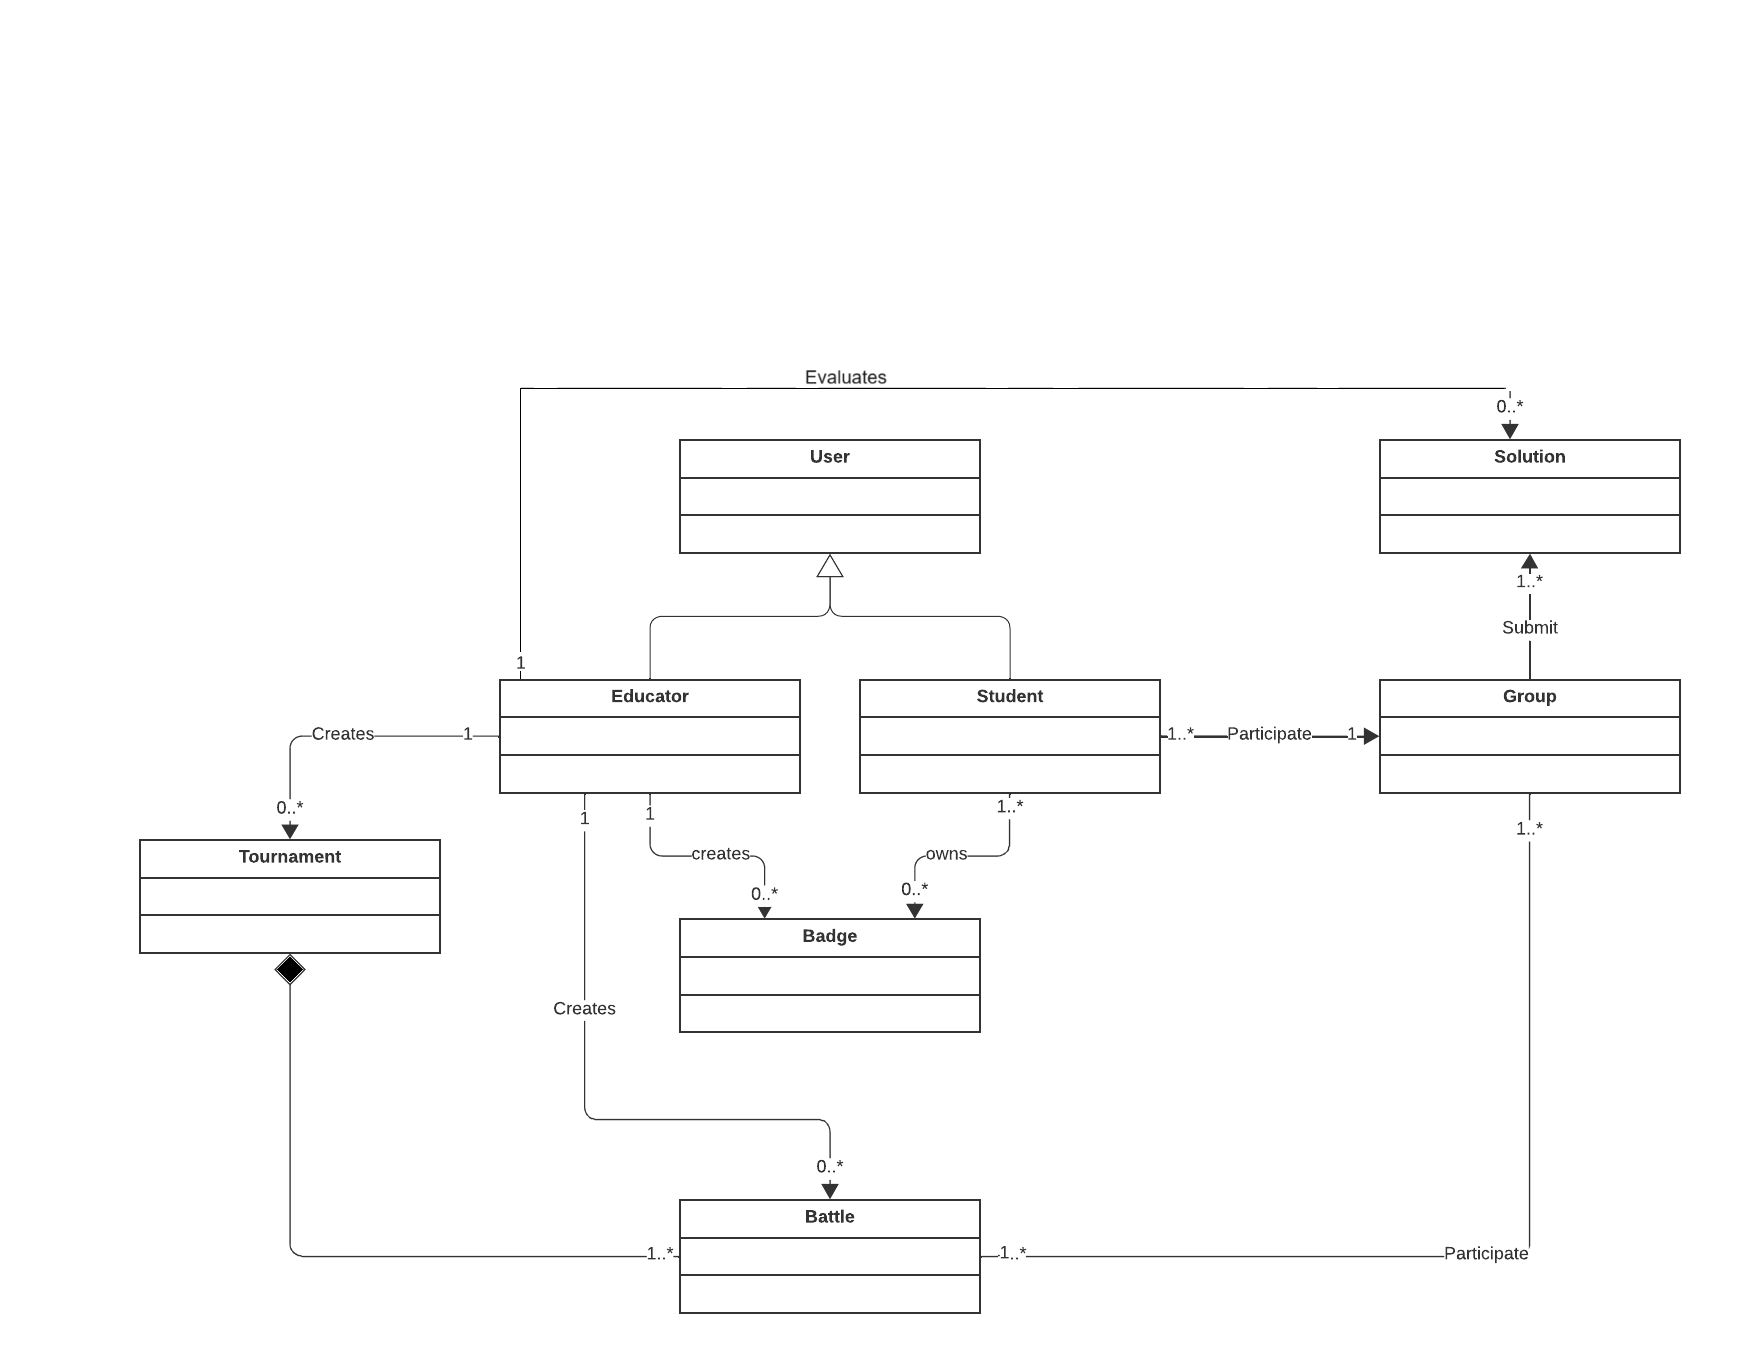 Evaluates
0..*
User
Solution
1..*
Submit
1
Educator
Student
Group
Creates
1
1..*
Participate
1
0..*
1
1
1..*
1..*
Tournament
creates
owns
0..*
0..*
Badge
Creates
0..*
Battle
1..*
1..*
Participate